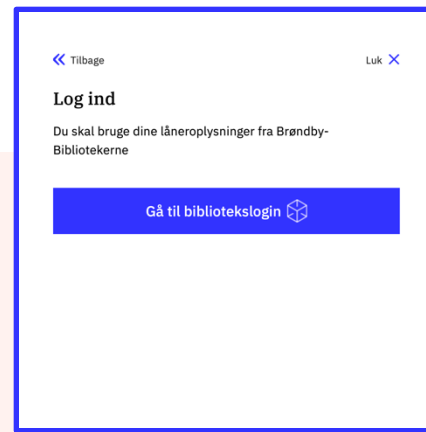 Tilbage
Luk
Log ind
Du skal bruge dine låneroplysninger fra Brøndby-
Bibliotekerne
Gå til bibliotekslogin